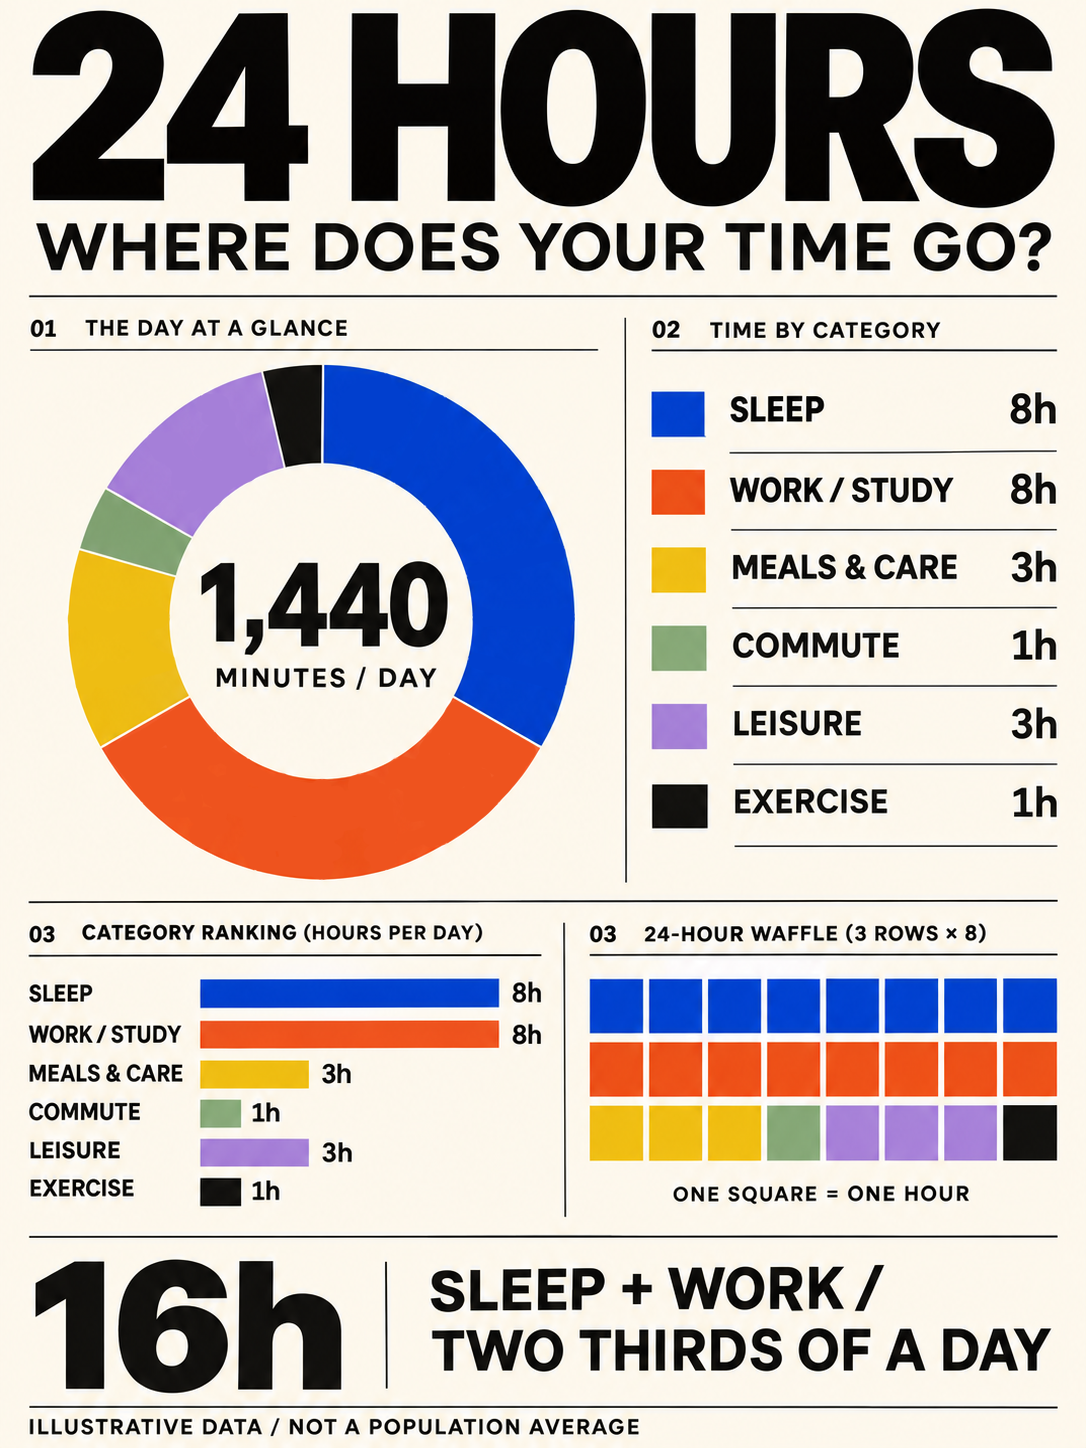 24 HOURS
WHERE DOES YOUR TIME GO?
01 THE DAY AT A GLANCE
1,440
MINUTES / DAY
02 TIME BY CATEGORY
SLEEP 8h
WORK / STUDY 8h
MEALS & CARE 3h
COMMUTE 1h
LEISURE 3h
EXERCISE 1h
03 CATEGORY RANKING (HOURS PER DAY)
SLEEP 8h
WORK / STUDY 8h
MEALS & CARE 3h
COMMUTE 1h
LEISURE 3h
EXERCISE 1h
03 24-HOUR WAFFLE (3 ROWS × 8)
ONE SQUARE = ONE HOUR
16h
SLEEP + WORK /
TWO THIRDS OF A DAY
ILLUSTRATIVE DATA / NOT A POPULATION AVERAGE